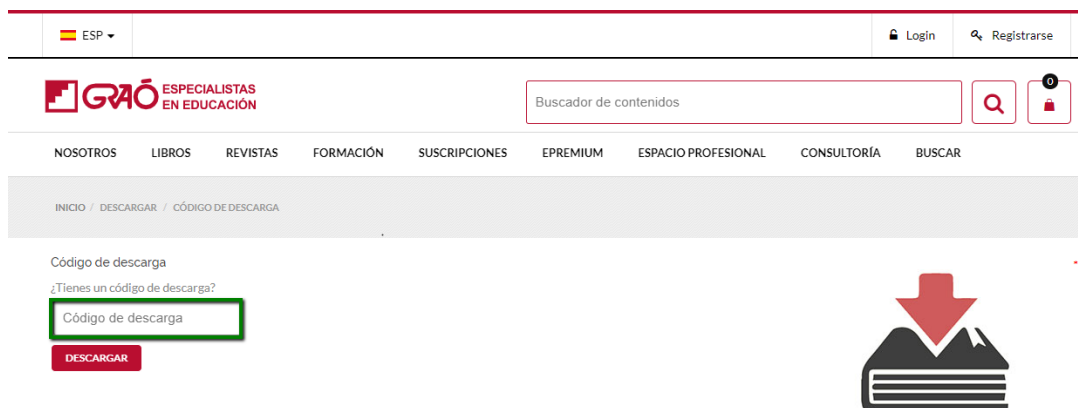 ESP
Login
Registrarse
GRAÓ ESPECIALISTAS
EN EDUCACIÓN
Buscador de contenidos
0
NOSOTROS LIBROS REVISTAS FORMACIÓN SUSCRIPCIONES EPREMIUM ESPACIO PROFESIONAL CONSULTORÍA BUSCAR
INICIO / DESCARGAR / CÓDIGO DE DESCARGA
Código de descarga
¿Tienes un código de descarga?
Código de descarga
DESCARGAR